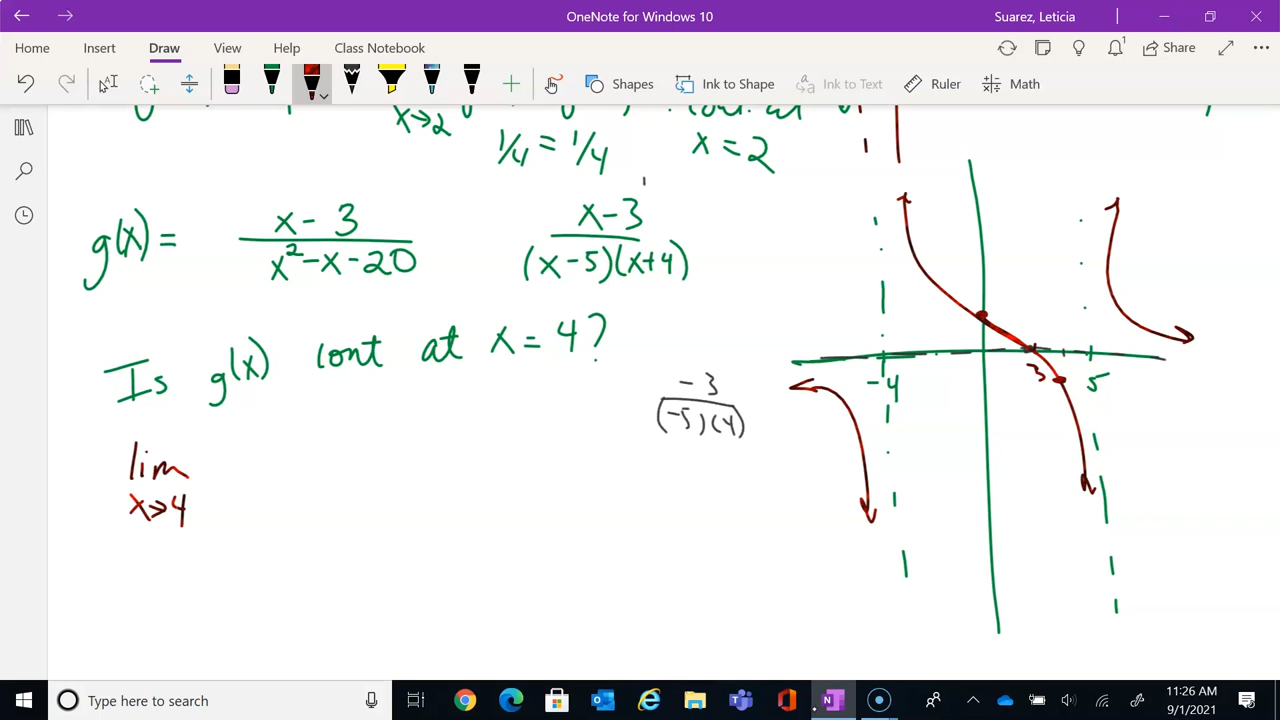 OneNote for Windows 10
Suarez, Leticia
Home Insert Draw View Help Class Notebook
Share
Shapes Ink to Shape Ink to Text Ruler Math
x→2
1/4 = 1/4 x = 2
g(x) = x - 3 / x² - x - 20 x - 3 / (x - 5)(x + 4)
Is g(x) cont at x = 4?
-3 / (-5)(4)
-4 3 5
lim
x→4
Type here to search
11:26 AM
9/1/2021